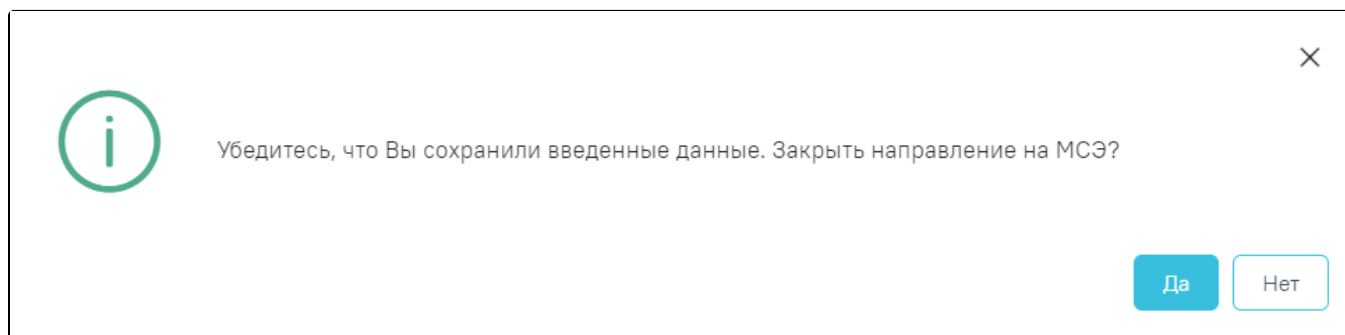 Убедитесь, что Вы сохранили введенные данные. Закрыть направление на МСЭ?
Да Нет